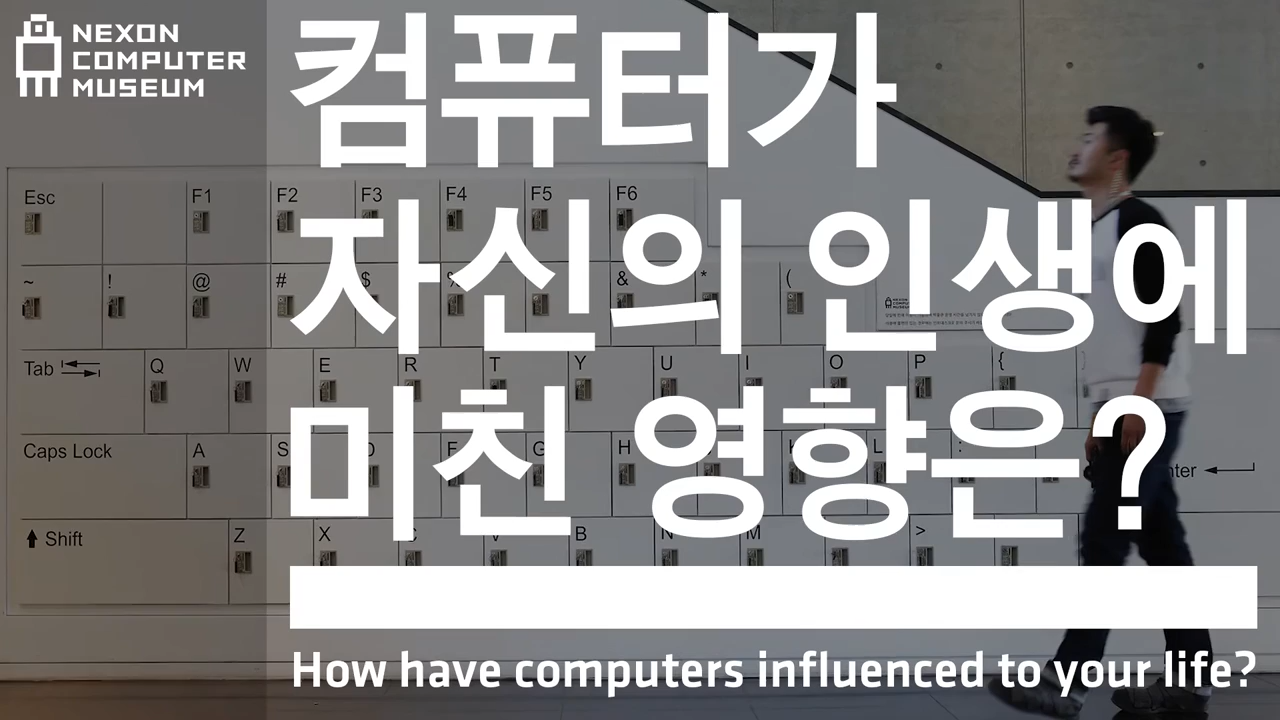 NEXON
COMPUTER
MUSEUM
컴퓨터가
자신의 인생에
미친 영향은?
How have computers influenced to your life?
Esc F1 F2 F3 F4 F5 F6
~ ! @ # $ % & * (
Tab Q W E R T Y U I O P {
Caps Lock A S D F G H L : Enter
Shift Z X C V B N M >